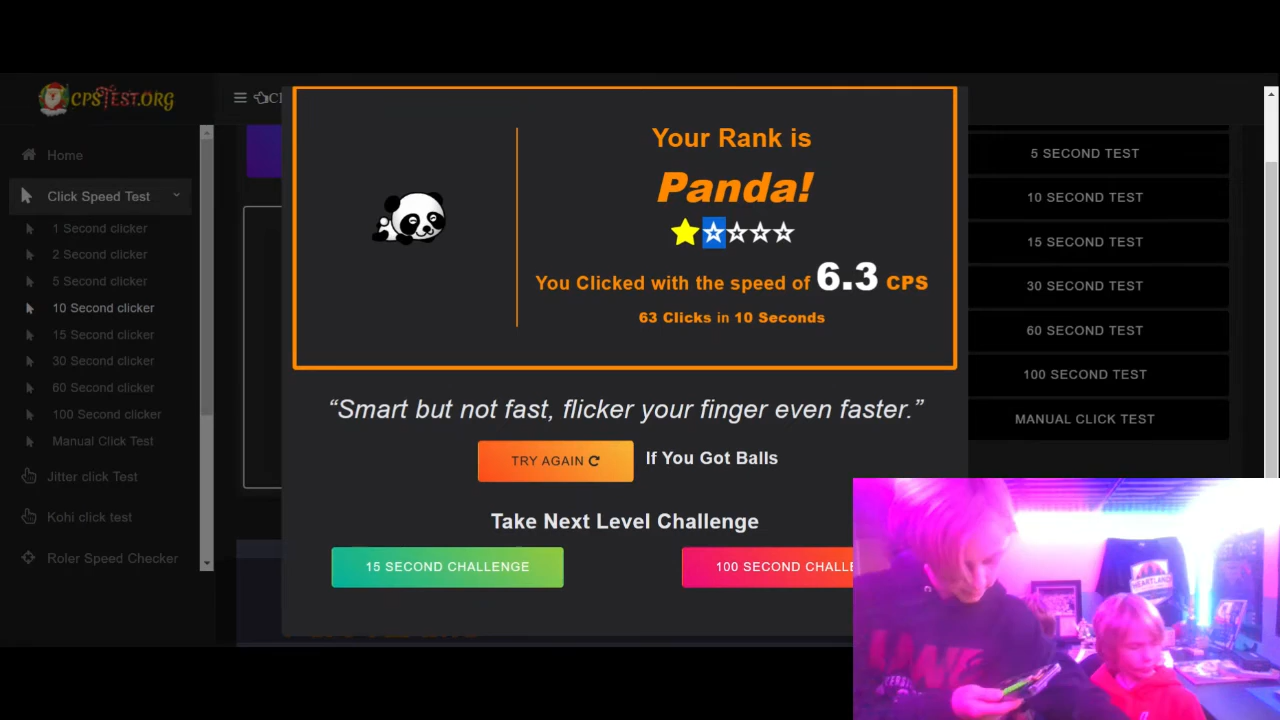 CPSTEST.ORG
Home
Click Speed Test
1 Second clicker
2 Second clicker
5 Second clicker
10 Second clicker
15 Second clicker
30 Second clicker
60 Second clicker
100 Second clicker
Manual Click Test
Jitter click Test
Kohi click test
Roler Speed Checker
Your Rank is
Panda!
You Clicked with the speed of 6.3 CPS
63 Clicks in 10 Seconds
“Smart but not fast, flicker your finger even faster.”
TRY AGAIN If You Got Balls
Take Next Level Challenge
15 SECOND CHALLENGE
100 SECOND CHALLE
5 SECOND TEST
10 SECOND TEST
15 SECOND TEST
30 SECOND TEST
60 SECOND TEST
100 SECOND TEST
MANUAL CLICK TEST
HEARTLAND